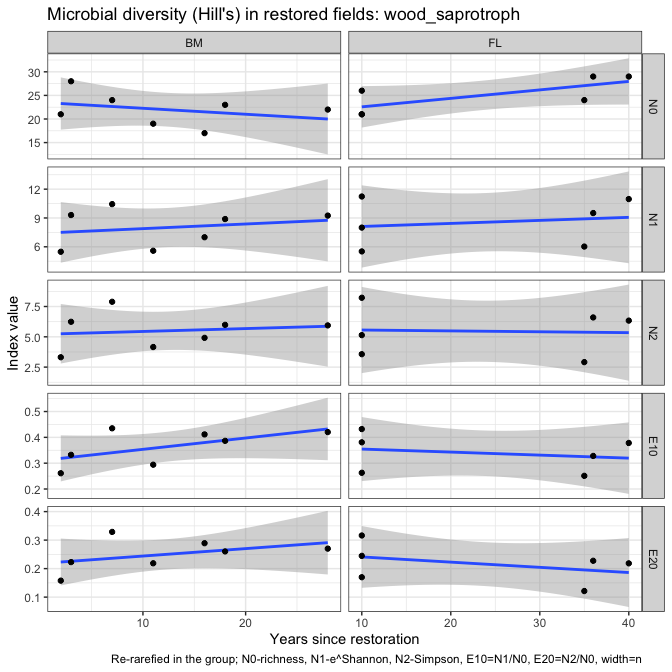 Microbial diversity (Hill's) in restored fields: wood_saprotroph
BM
FL
30
25
20
15
N0
12
9
6
N1
7.5
5.0
2.5
N2
0.5
0.4
0.3
0.2
E10
0.4
0.3
0.2
0.1
E20
Index value
10
20
10
20
30
40
Years since restoration
Re-rarefied in the group; N0-richness, N1-e^Shannon, N2-Simpson, E10=N1/N0, E20=N2/N0, width=n